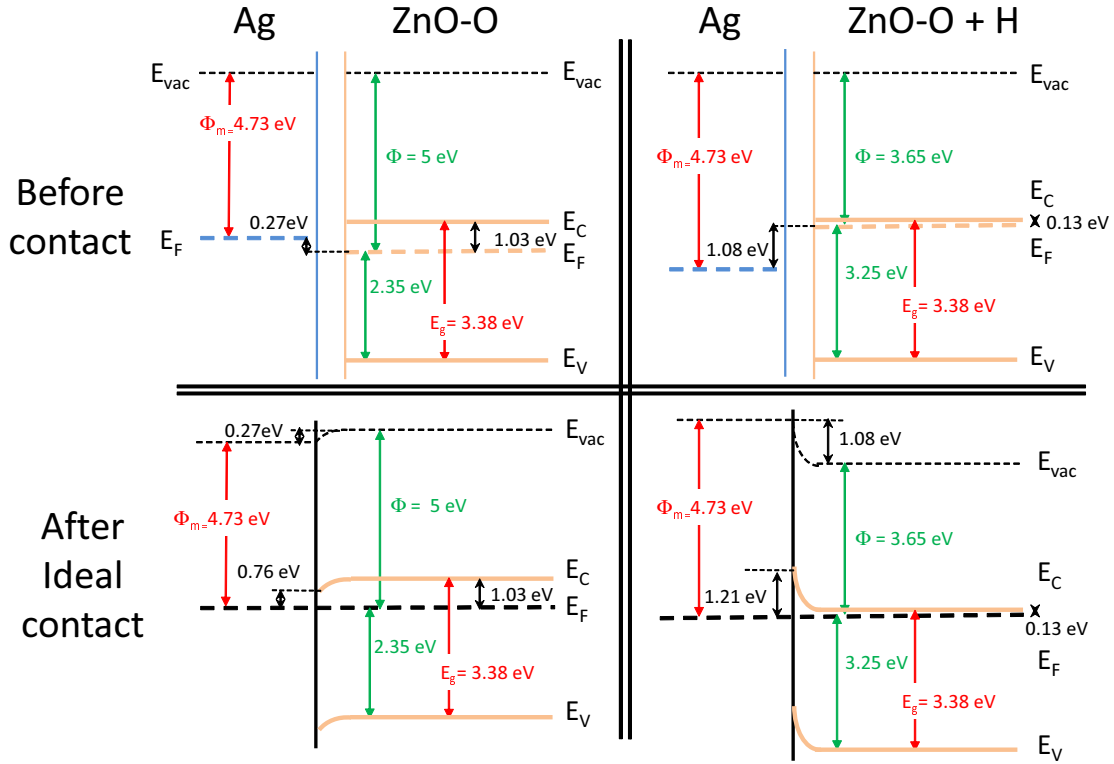 Ag ZnO-O Ag ZnO-O + H
Before contact
E_vac
Φ_m=4.73 eV
Φ = 5 eV
0.27eV
E_F
E_C
1.03 eV
E_F
2.35 eV
E_g= 3.38 eV
E_V
E_vac
Φ_m=4.73 eV
Φ = 3.65 eV
E_C
0.13 eV
1.08 eV
E_F
3.25 eV
E_g= 3.38 eV
E_V
After
Ideal
contact
0.27eV
E_vac
Φ_m=4.73 eV
Φ = 5 eV
0.76 eV
E_C
1.03 eV
E_F
2.35 eV
E_g= 3.38 eV
E_V
1.08 eV
E_vac
Φ_m=4.73 eV
Φ = 3.65 eV
E_C
1.21 eV
0.13 eV
3.25 eV
E_F
E_g= 3.38 eV
E_V